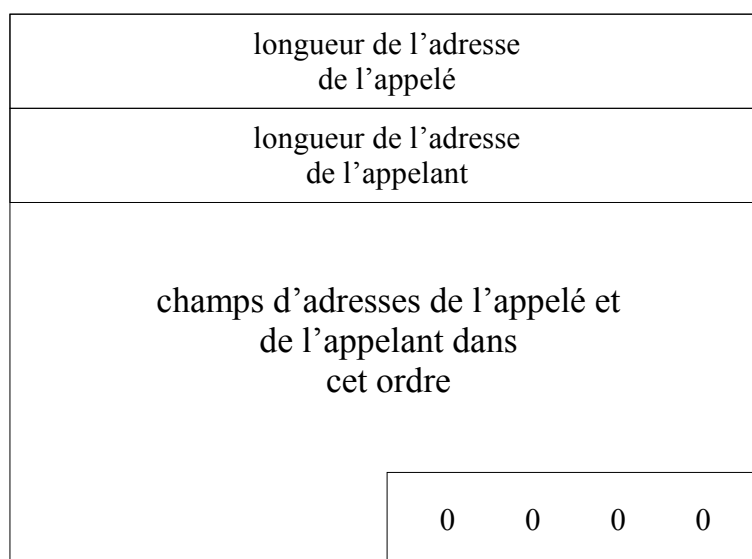 longueur de l’adresse
de l’appelé
longueur de l’adresse
de l’appelant
champs d’adresses de l’appelé et
de l’appelant dans
cet ordre
0 0 0 0